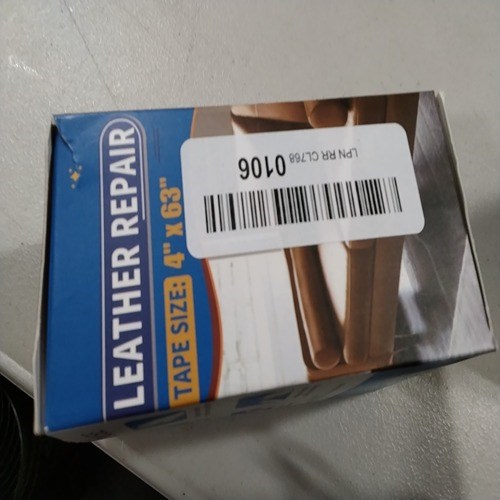 LEATHER REPAIR
TAPE SIZE: 4" x 63"
LPN RR CL768 0106